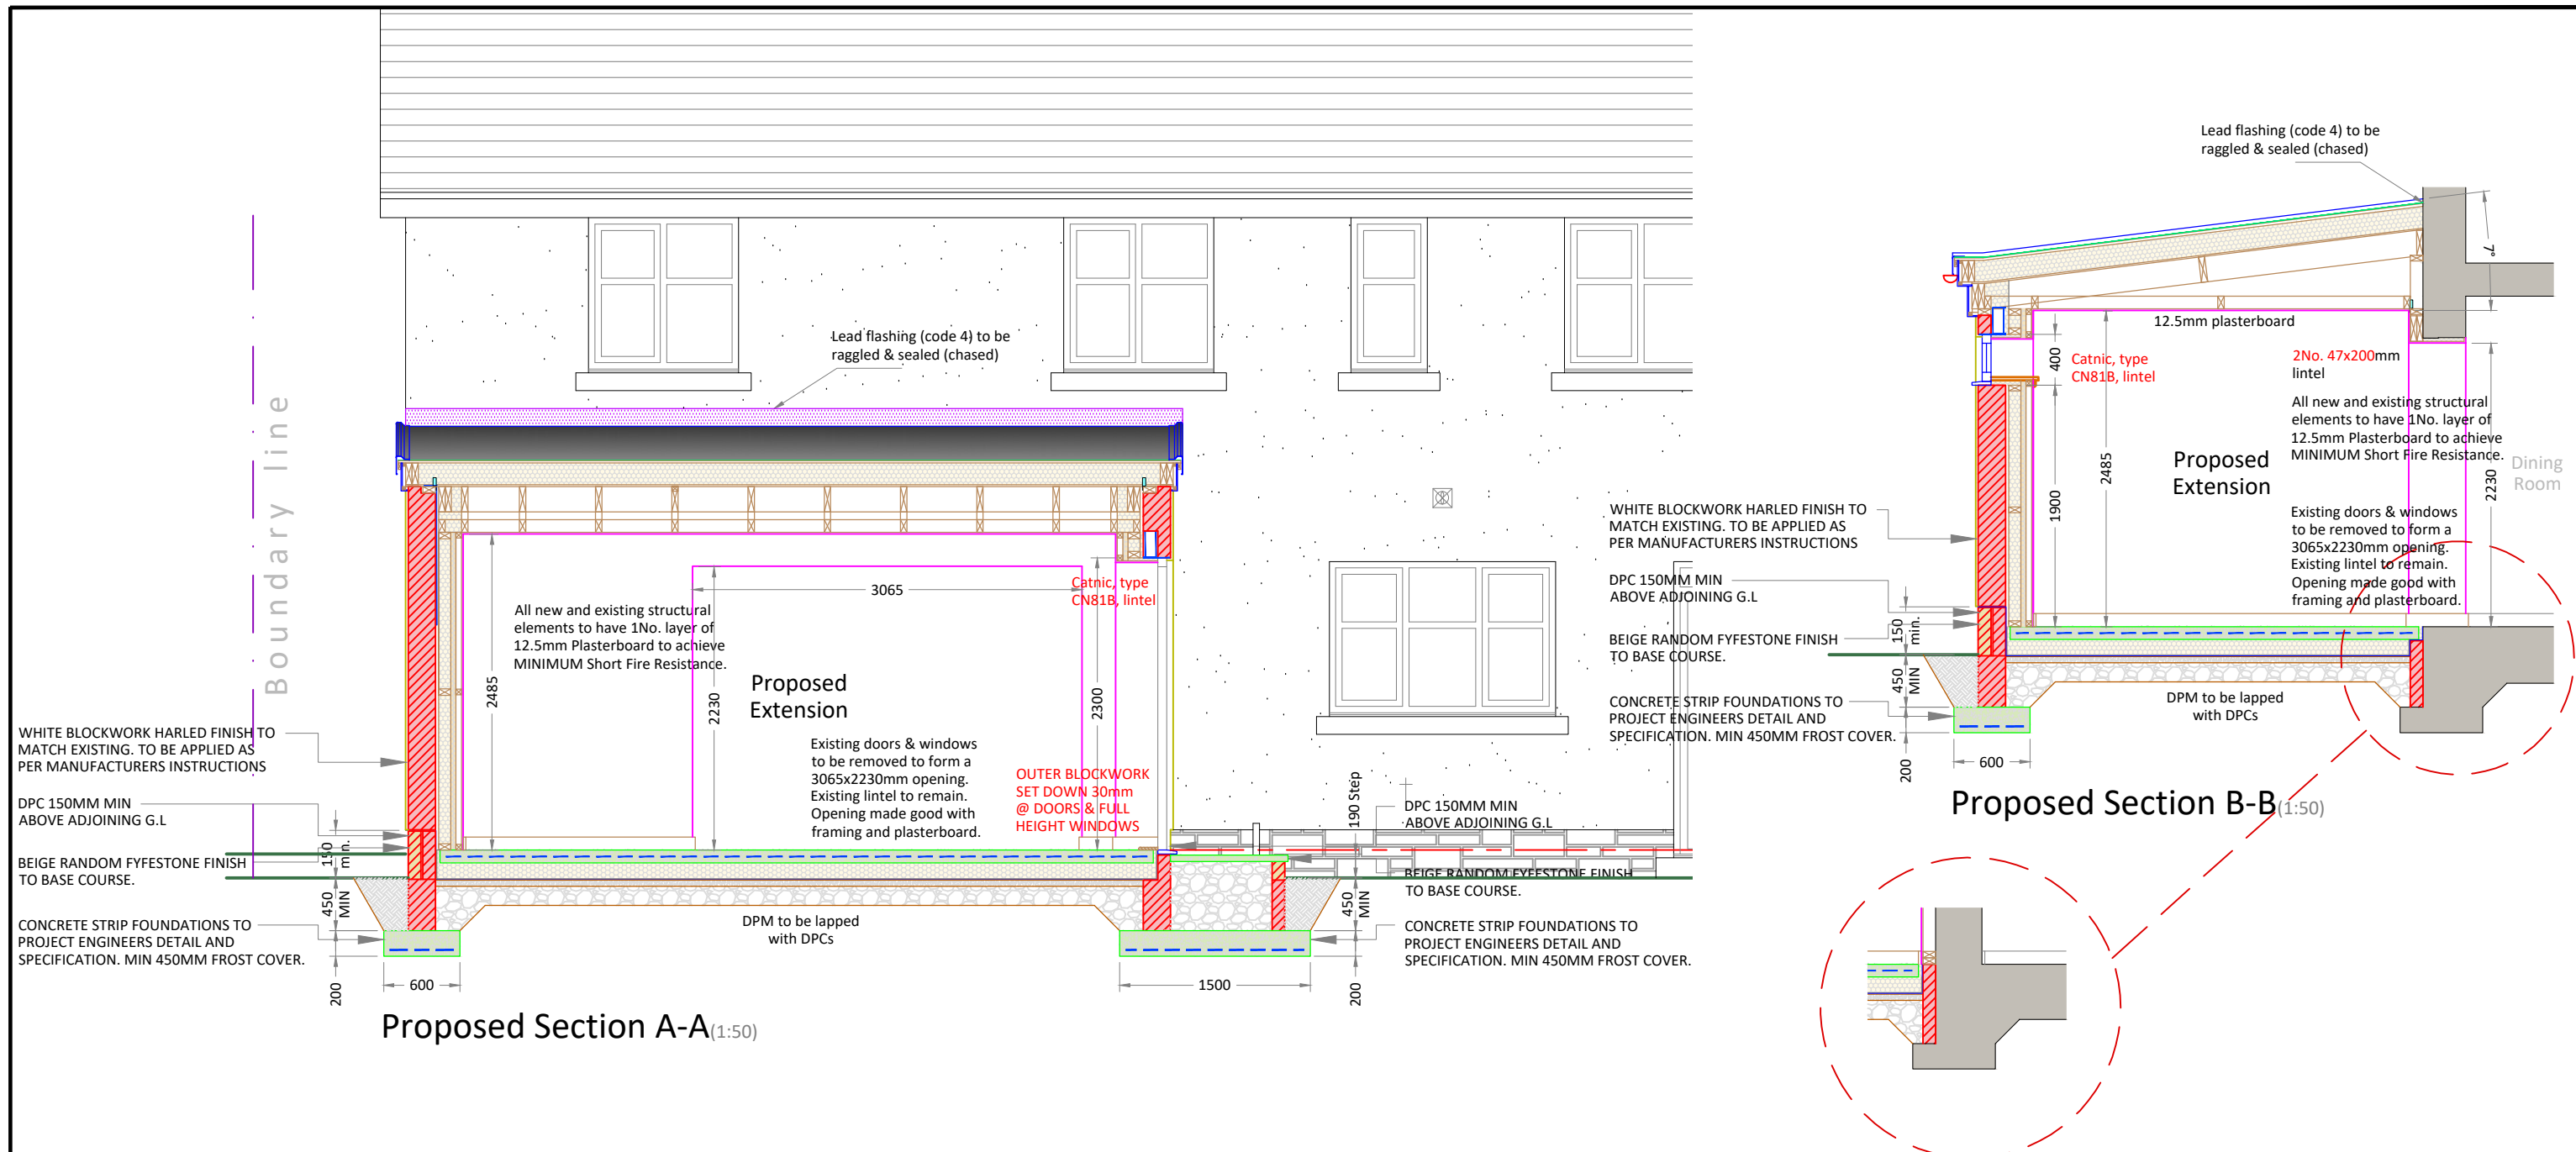 Boundary line
Lead flashing (code 4) to be
raggled & sealed (chased)
All new and existing structural
elements to have 1No. layer of
12.5mm Plasterboard to achieve
MINIMUM Short Fire Resistance.
Proposed
Extension
Existing doors & windows
to be removed to form a
3065x2230mm opening.
Existing lintel to remain.
Opening made good with
framing and plasterboard.
Catnic, type
CN81B, lintel
OUTER BLOCKWORK
SET DOWN 30mm
@ DOORS & FULL
HEIGHT WINDOWS
3065
2485
2230
2300
WHITE BLOCKWORK HARLED FINISH TO
MATCH EXISTING. TO BE APPLIED AS
PER MANUFACTURERS INSTRUCTIONS
DPC 150MM MIN
ABOVE ADJOINING G.L
BEIGE RANDOM FYFESTONE FINISH
TO BASE COURSE.
CONCRETE STRIP FOUNDATIONS TO
PROJECT ENGINEERS DETAIL AND
SPECIFICATION. MIN 450MM FROST COVER.
150
min.
450
MIN
200
600
DPM to be lapped
with DPCs
1500
190 Step
450
MIN
200
DPC 150MM MIN
ABOVE ADJOINING G.L
BEIGE RANDOM FYFESTONE FINISH
TO BASE COURSE.
CONCRETE STRIP FOUNDATIONS TO
PROJECT ENGINEERS DETAIL AND
SPECIFICATION. MIN 450MM FROST COVER.
Proposed Section A-A(1:50)
Lead flashing (code 4) to be
raggled & sealed (chased)
7°
12.5mm plasterboard
400
Catnic, type
CN81B, lintel
2No. 47x200mm
lintel
All new and existing structural
elements to have 1No. layer of
12.5mm Plasterboard to achieve
MINIMUM Short Fire Resistance.
Proposed
Extension
Dining
Room
1900
2485
2230
Existing doors & windows
to be removed to form a
3065x2230mm opening.
Existing lintel to remain.
Opening made good with
framing and plasterboard.
WHITE BLOCKWORK HARLED FINISH TO
MATCH EXISTING. TO BE APPLIED AS
PER MANUFACTURERS INSTRUCTIONS
DPC 150MM MIN
ABOVE ADJOINING G.L
BEIGE RANDOM FYFESTONE FINISH
TO BASE COURSE.
CONCRETE STRIP FOUNDATIONS TO
PROJECT ENGINEERS DETAIL AND
SPECIFICATION. MIN 450MM FROST COVER.
150
min.
450
MIN
200
600
DPM to be lapped
with DPCs
Proposed Section B-B(1:50)